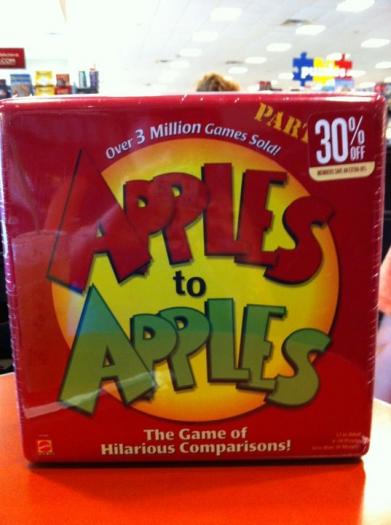 PART
Over 3 Million Games Sold!
30% OFF
APPLES
to
APPLES
The Game of
Hilarious Comparisons!